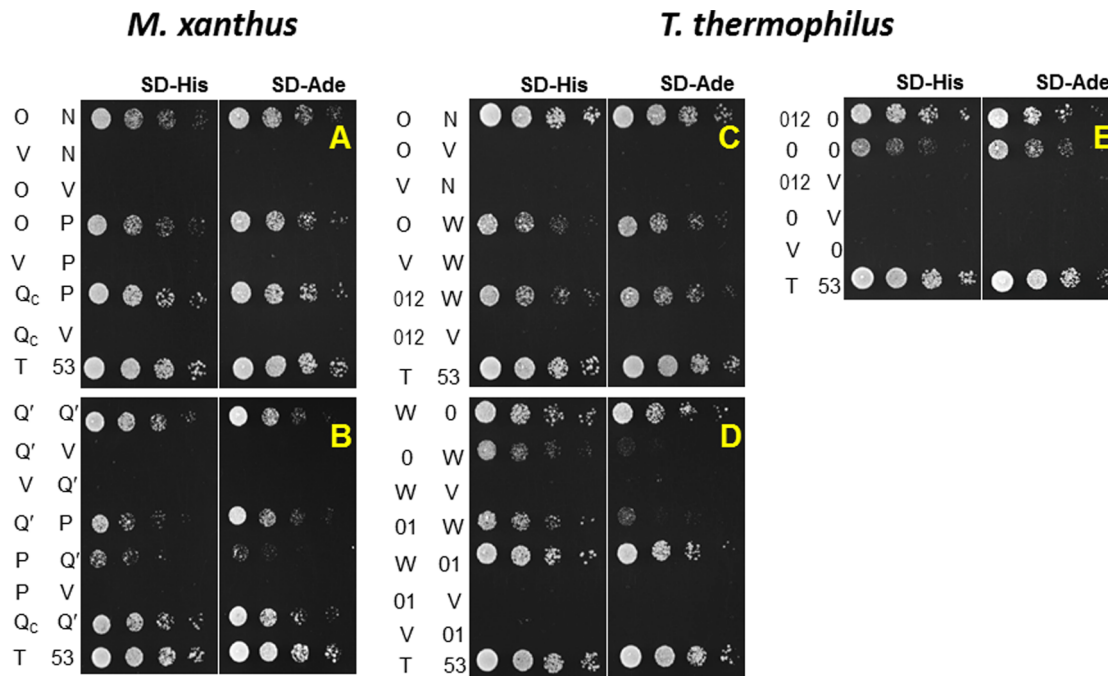 M. xanthus
T. thermophilus
SD-His SD-Ade
O N
V N
O V
O P
V P
Qc P
Qc V
T 53
A
Q' Q'
Q' V
V Q'
Q' P
P Q'
P V
Qc Q'
T 53
B
SD-His SD-Ade
O N
O V
V N
O W
V W
012 W
012 V
T 53
C
W 0
0 W
W V
01 W
W 01
01 V
V 01
T 53
D
SD-His SD-Ade
012 0
0 0
012 V
0 V
V 0
T 53
E